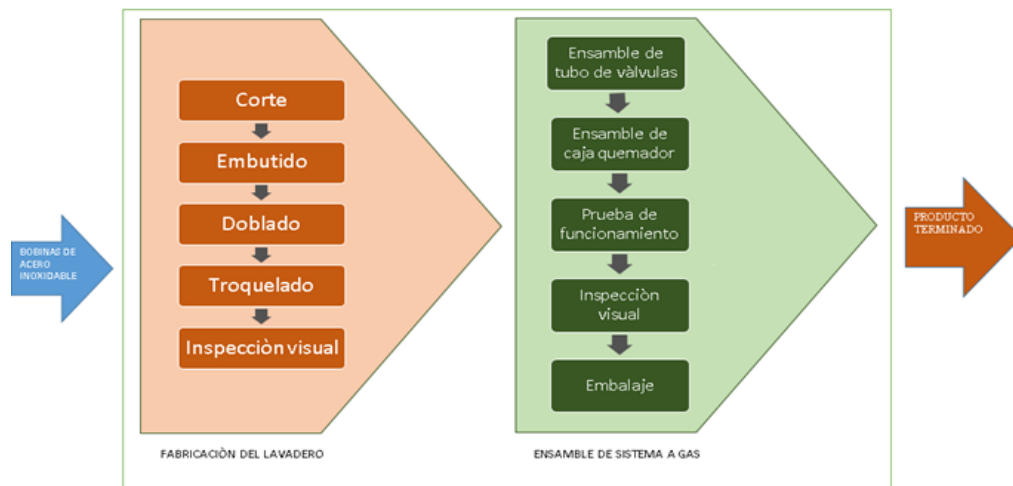 BOBINAS DE
ACERO
INOXIDABLE
Corte
Embutido
Doblado
Troquelado
Inspecciòn visual
FABRICACIÒN DEL LAVADERO
Ensamble de
tubo de vàlvulas
Ensamble de
caja quemador
Prueba de
funcionamiento
Inspecciòn
visual
Embalaje
ENSAMBLE DE SISTEMA A GAS
PRODUCTO
TERMINADO